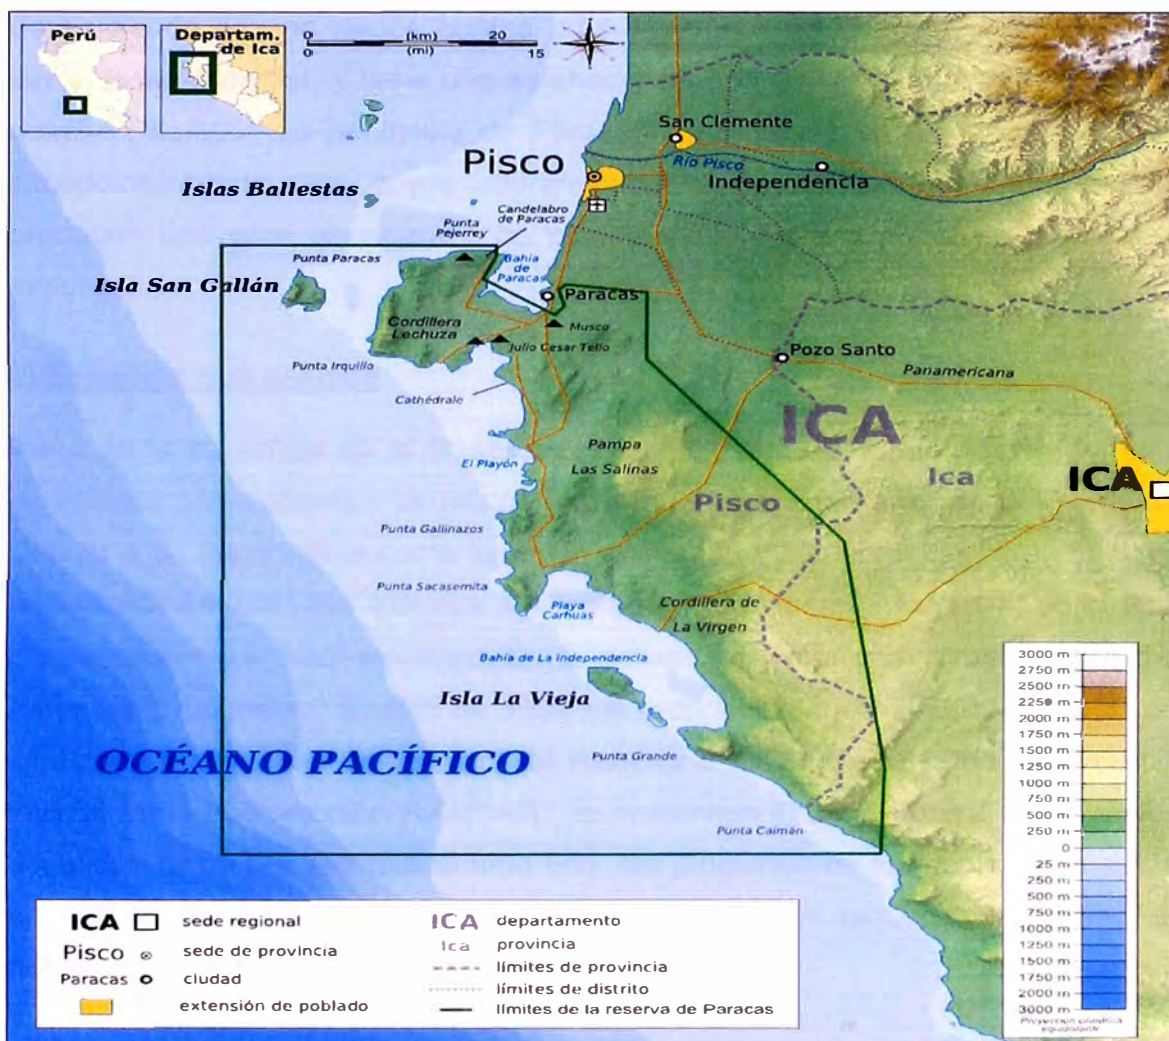 Perú
Departam.
de Ica
0 (km) 20
0 (mi) 15
San Clemente
Río Pisco
Pisco
Independencia
Islas Ballestas
Candelabro
de Paracas
Punta
Pejerrey
Punta Paracas
Bahía
de
Paracas
Isla San Gallán
Paracas
Cordillera
Lechuza
Museo
Julio Cesar Tello
Punta Irquillo
Pozo Santo
Panamericana
Cathédrale
ICA
Pampa
Las Salinas
El Playón
Ica
ICA
Pisco
Punta Gallinazos
Punta Sacasemita
Playa
Carhuas
Cordillera de
La Virgen
Bahía de La Independencia
Isla La Vieja
Punta Grande
OCÉANO PACÍFICO
Punta Caimán
3000 m
2750 m
2500 m
2250 m
2000 m
1500 m
1250 m
1000 m
750 m
500 m
250 m
0
25 m
250 m
500 m
750 m
1000 m
1250 m
1500 m
1750 m
2000 m
3000 m
Proyección cilíndrica
equidistante
ICA sede regional
Pisco sede de provincia
Paracas ciudad
extensión de poblado
ICA departamento
Ica provincia
límites de provincia
límites de distrito
límites de la reserva de Paracas